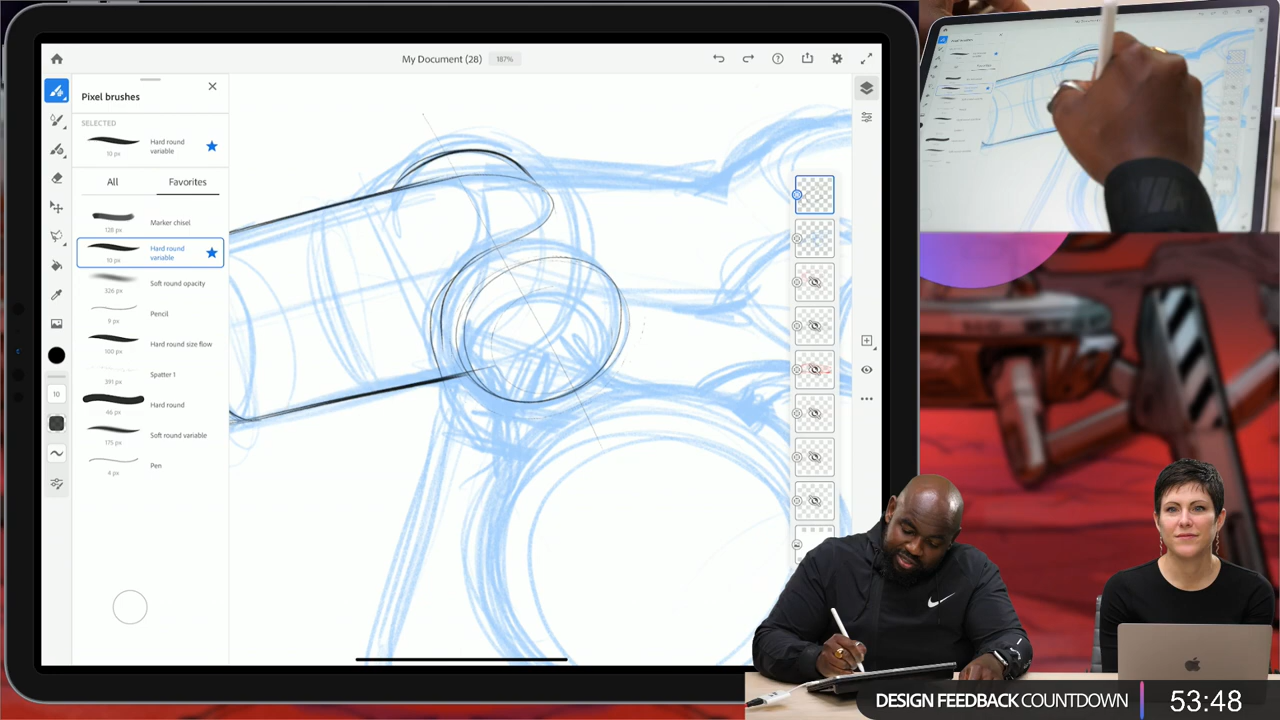 My Document (28) 187%
Pixel brushes
SELECTED
Hard round
variable
10 px
All Favorites
Marker chisel
128 px
Hard round
variable
10 px
Soft round opacity
326 px
Pencil
9 px
Hard round size flow
100 px
Spatter 1
391 px
Hard round
46 px
Soft round variable
175 px
Pen
4 px
10
DESIGN FEEDBACK COUNTDOWN 53:48